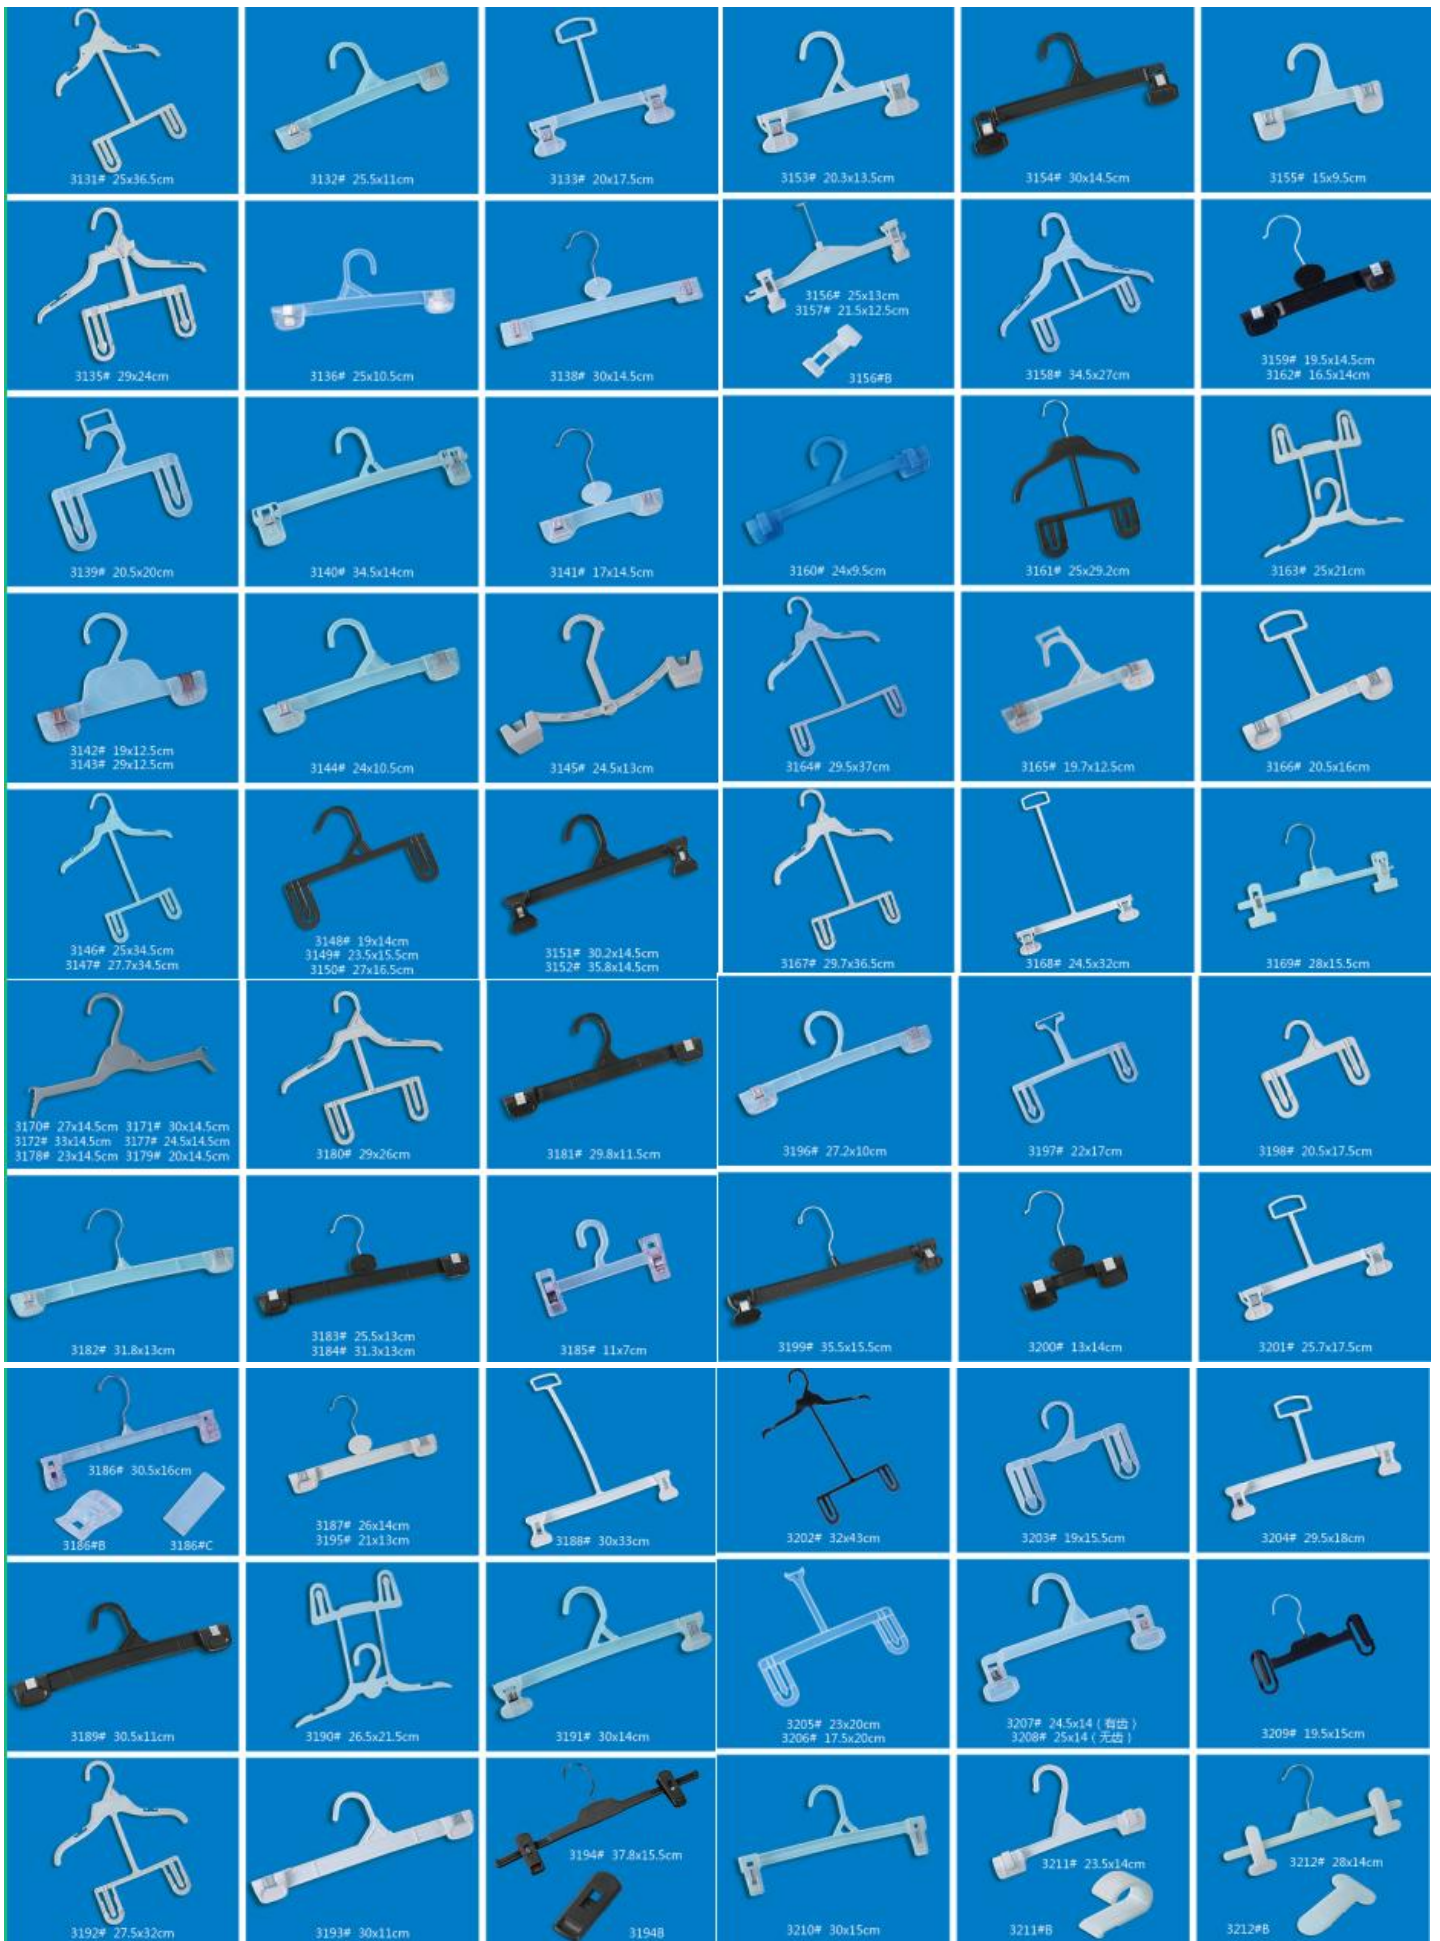 3131# 25x36.5cm
3132# 25.5x11cm
3133# 20x17.5cm
3153# 20.3x13.5cm
3154# 30x14.5cm
3155# 15x9.5cm
3135# 29x24cm
3136# 25x10.5cm
3138# 30x14.5cm
3156# 25x13cm
3157# 21.5x12.5cm
3156#B
3158# 34.5x27cm
3159# 19.5x14.5cm
3162# 16.5x14cm
3139# 20.5x20cm
3140# 34.5x14cm
3141# 17x14.5cm
3160# 24x9.5cm
3161# 25x29.2cm
3163# 25x21cm
3142# 19x12.5cm
3143# 29x12.5cm
3144# 24x10.5cm
3145# 24.5x13cm
3164# 29.5x37cm
3165# 19.7x12.5cm
3166# 20.5x16cm
3146# 25x34.5cm
3147# 27.7x34.5cm
3148# 19x14cm
3149# 23.5x15.5cm
3150# 27x16.5cm
3151# 30.2x14.5cm
3152# 35.8x14.5cm
3167# 29.7x36.5cm
3168# 24.5x32cm
3169# 28x15.5cm
3170# 27x14.5cm 3171# 30x14.5cm
3172# 33x14.5cm 3177# 24.5x14.5cm
3178# 23x14.5cm 3179# 20x14.5cm
3180# 29x26cm
3181# 29.8x11.5cm
3196# 27.2x10cm
3197# 22x17cm
3198# 20.5x17.5cm
3182# 31.8x13cm
3183# 25.5x13cm
3184# 31.3x13cm
3185# 11x7cm
3199# 35.5x15.5cm
3200# 13x14cm
3201# 25.7x17.5cm
3186# 30.5x16cm
3186#B
3186#C
3187# 26x14cm
3195# 21x13cm
3188# 30x33cm
3202# 32x43cm
3203# 19x15.5cm
3204# 29.5x18cm
3189# 30.5x11cm
3190# 26.5x21.5cm
3191# 30x14cm
3205# 23x20cm
3206# 17.5x20cm
3207# 24.5x14（有齿）
3208# 25x14（无齿）
3209# 19.5x15cm
3192# 27.5x32cm
3193# 30x11cm
3194# 37.8x15.5cm
3194B
3210# 30x15cm
3211# 23.5x14cm
3211#B
3212# 28x14cm
3212#B